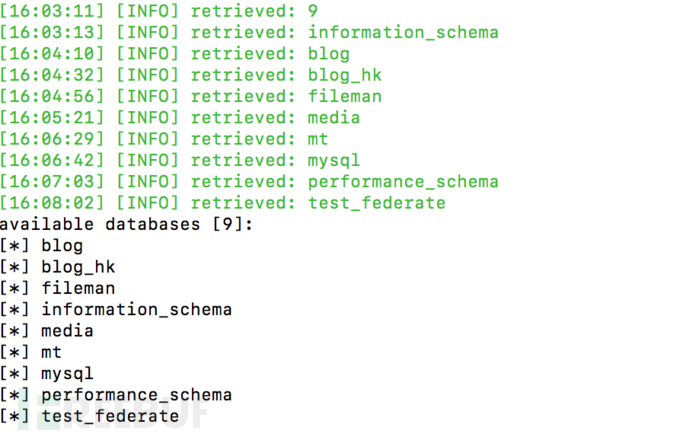 [16:03:11] [INFO] retrieved: 9
[16:03:13] [INFO] retrieved: information_schema
[16:04:10] [INFO] retrieved: blog
[16:04:32] [INFO] retrieved: blog_hk
[16:04:56] [INFO] retrieved: fileman
[16:05:21] [INFO] retrieved: media
[16:06:29] [INFO] retrieved: mt
[16:06:42] [INFO] retrieved: mysql
[16:07:03] [INFO] retrieved: performance_schema
[16:08:02] [INFO] retrieved: test_federate
available databases [9]:
[*] blog
[*] blog_hk
[*] fileman
[*] information_schema
[*] media
[*] mt
[*] mysql
[*] performance_schema
[*] test_federate
FREEBUF